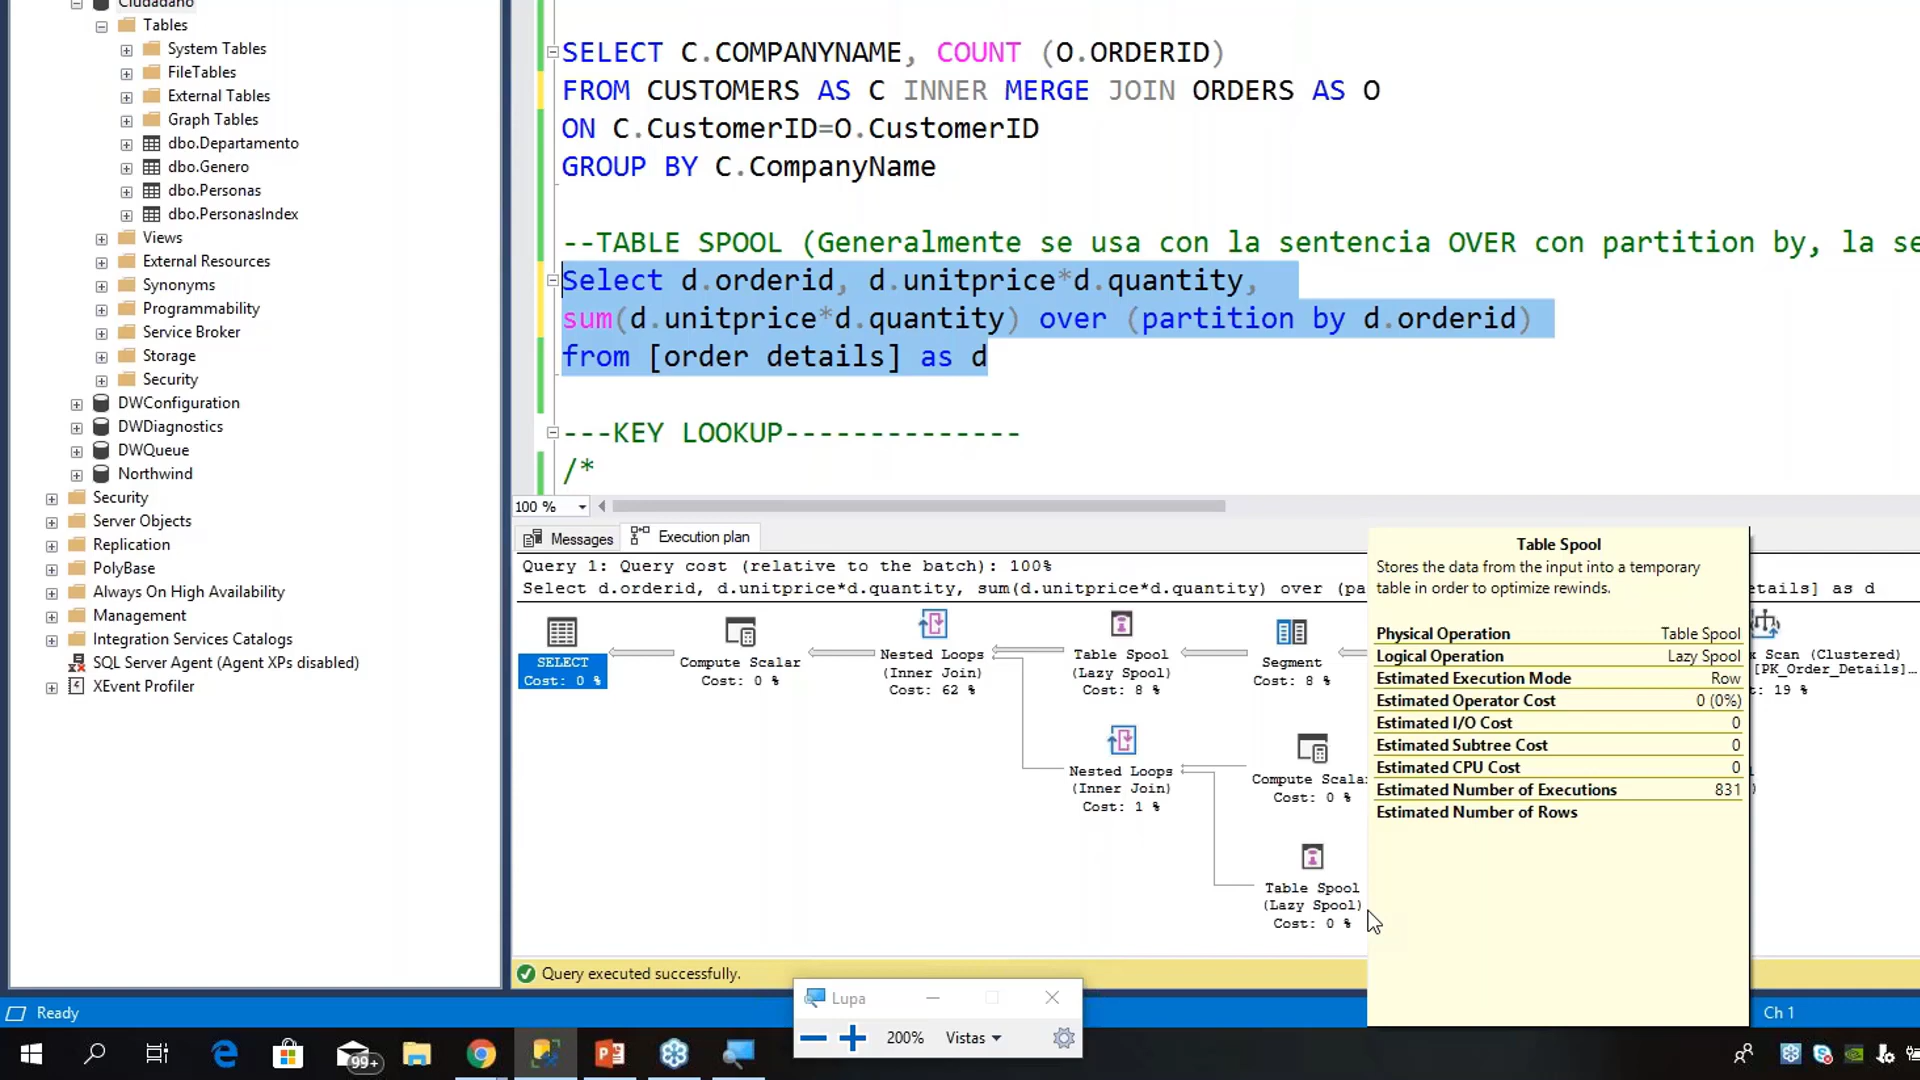 Ciudadano
Tables
System Tables
FileTables
External Tables
Graph Tables
dbo.Departamento
dbo.Genero
dbo.Personas
dbo.PersonasIndex
Views
External Resources
Synonyms
Programmability
Service Broker
Storage
Security
DWConfiguration
DWDiagnostics
DWQueue
Northwind
Security
Server Objects
Replication
PolyBase
Always On High Availability
Management
Integration Services Catalogs
SQL Server Agent (Agent XPs disabled)
XEvent Profiler
SELECT C.COMPANYNAME, COUNT (O.ORDERID)
FROM CUSTOMERS AS C INNER MERGE JOIN ORDERS AS O
ON C.CustomerID=O.CustomerID
GROUP BY C.CompanyName
--TABLE SPOOL (Generalmente se usa con la sentencia OVER con partition by, la se
Select d.orderid, d.unitprice*d.quantity,
sum(d.unitprice*d.quantity) over (partition by d.orderid)
from [order details] as d
---KEY LOOKUP--------------
/*
100 %
Messages
Execution plan
Query 1: Query cost (relative to the batch): 100%
Select d.orderid, d.unitprice*d.quantity, sum(d.unitprice*d.quantity) over (pa
etails] as d
SELECT
Cost: 0 %
Compute Scalar
Cost: 0 %
Nested Loops
(Inner Join)
Cost: 62 %
Table Spool
(Lazy Spool)
Cost: 8 %
Segment
Cost: 8 %
Scan (Clustered)
[PK_Order_Details]...
t: 19 %
Nested Loops
(Inner Join)
Cost: 1 %
Compute Scala
Cost: 0 %
Table Spool
(Lazy Spool)
Cost: 0 %
Table Spool
Stores the data from the input into a temporary
table in order to optimize rewinds.
Physical Operation Table Spool
Logical Operation Lazy Spool
Estimated Execution Mode Row
Estimated Operator Cost 0 (0%)
Estimated I/O Cost 0
Estimated Subtree Cost 0
Estimated CPU Cost 0
Estimated Number of Executions 831
Estimated Number of Rows
Query executed successfully.
Lupa
200% Vistas
Ready
Ch 1
99+